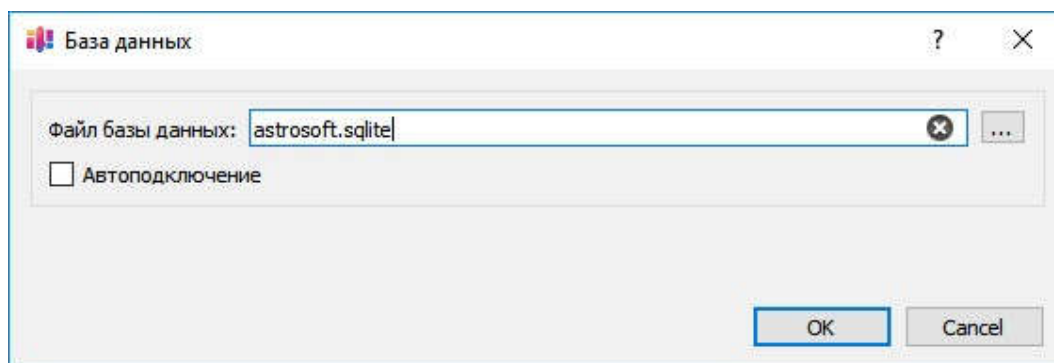 База данных
?
Файл базы данных: astrosoft.sqlite ...
Автоподключение
OK Cancel